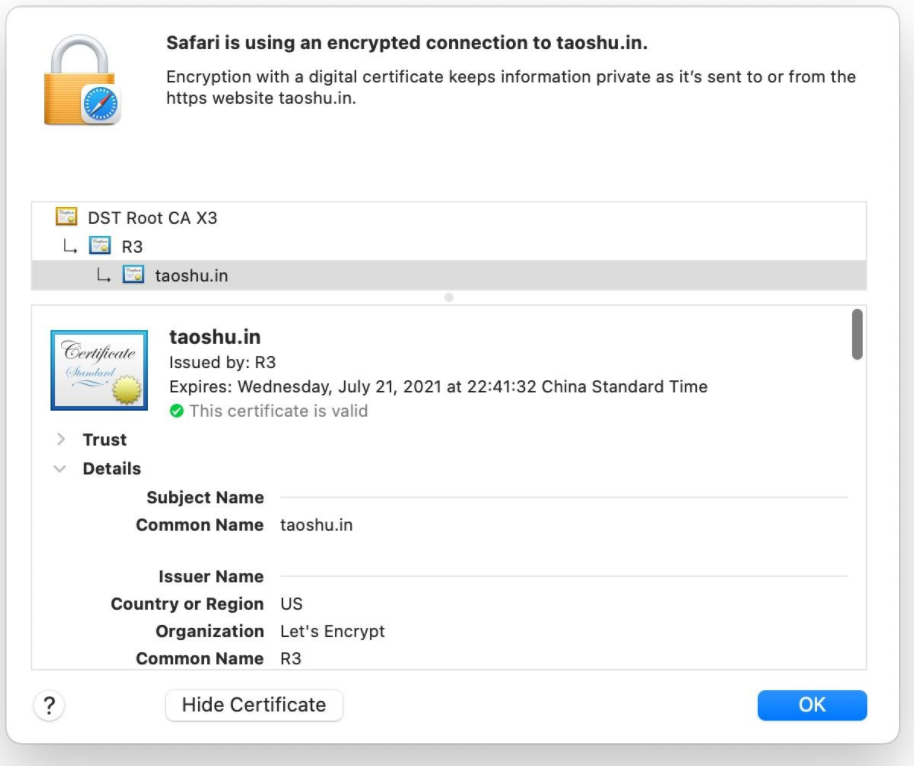 Safari is using an encrypted connection to taoshu.in.
Encryption with a digital certificate keeps information private as it's sent to or from the
https website taoshu.in.
DST Root CA X3
R3
taoshu.in
Certificate
Standard
taoshu.in
Issued by: R3
Expires: Wednesday, July 21, 2021 at 22:41:32 China Standard Time
This certificate is valid
Trust
Details
Subject Name
Common Name taoshu.in
Issuer Name
Country or Region US
Organization Let's Encrypt
Common Name R3
? Hide Certificate OK